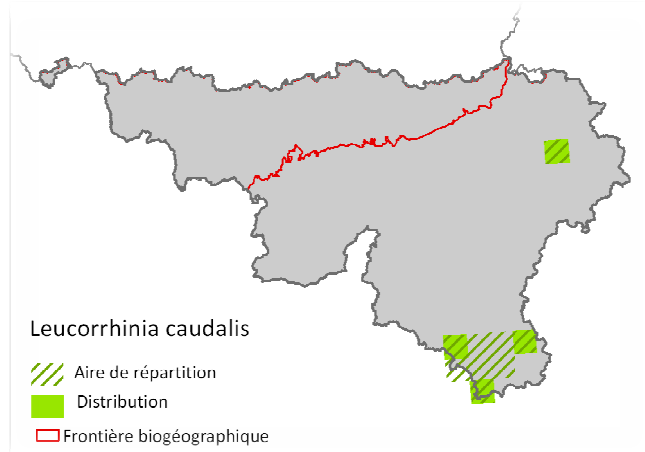 Leucorrhinia caudalis
Aire de répartition
Distribution
Frontière biogéographique